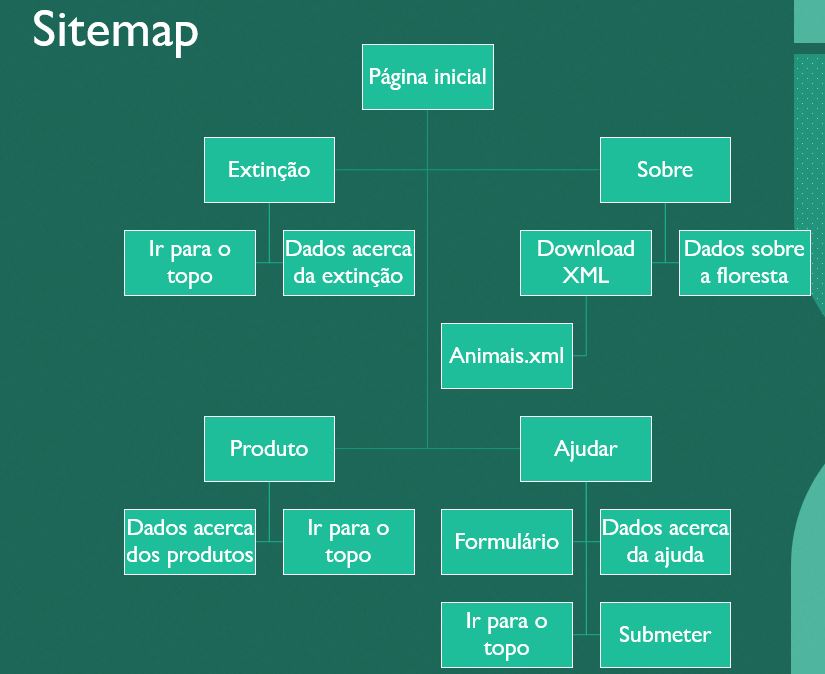 Sitemap
Página inicial
Extinção
Sobre
Ir para o
topo
Dados acerca
da extinção
Download
XML
Dados sobre
a floresta
Animais.xml
Produto
Ajudar
Dados acerca
dos produtos
Ir para o
topo
Formulário
Dados acerca
da ajuda
Ir para o
topo
Submeter